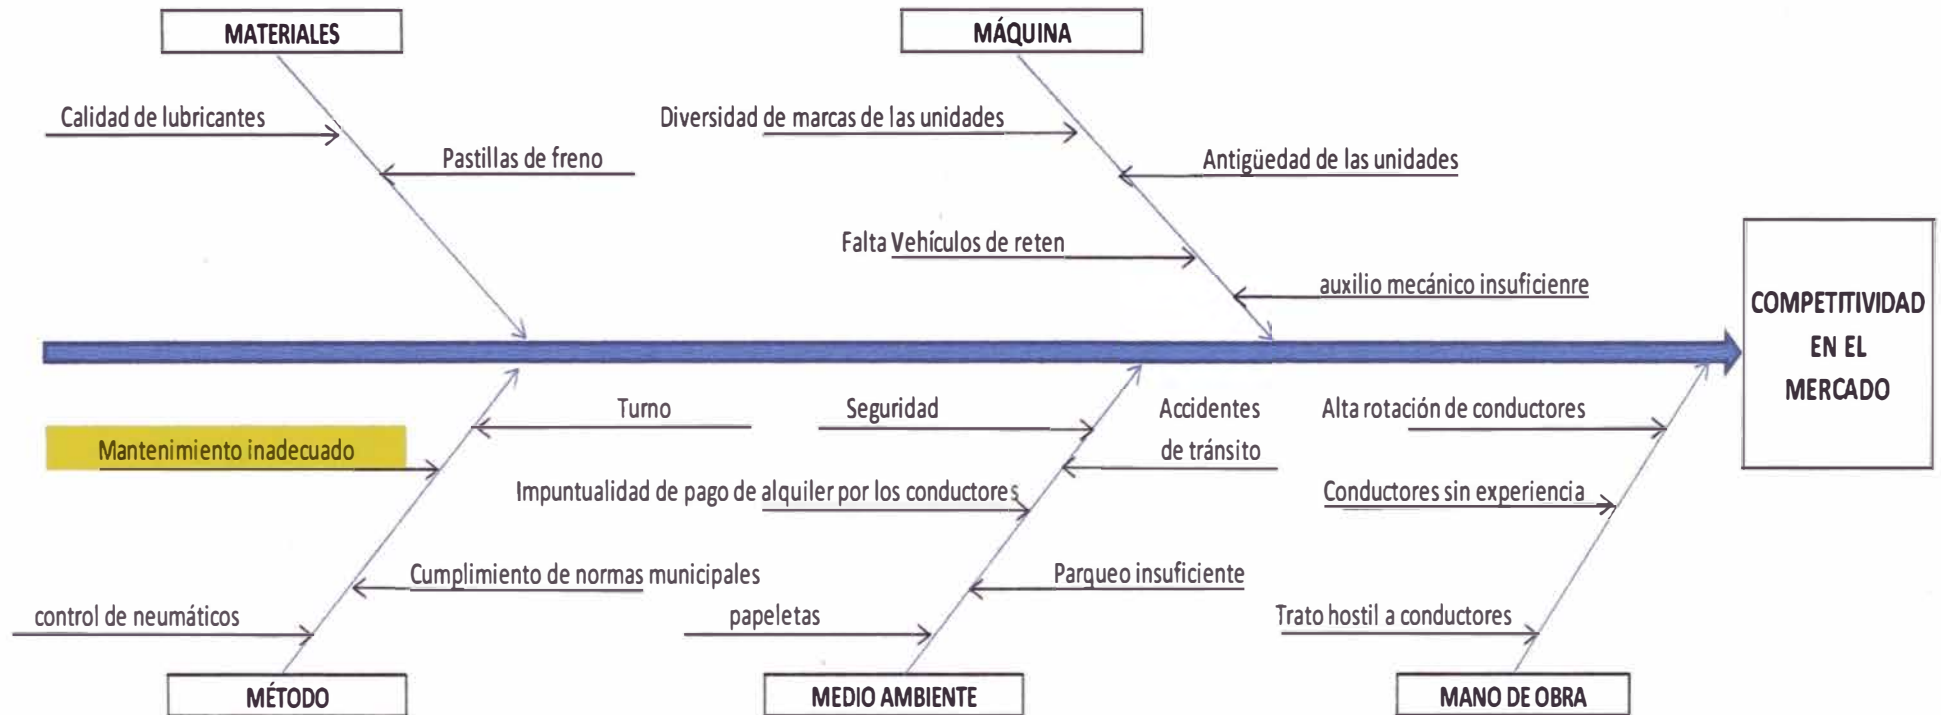 MATERIALES
MÁQUINA
Calidad de lubricantes
Diversidad de marcas de las unidades
Pastillas de freno
Antigüedad de las unidades
Falta Vehículos de reten
auxilio mecánico insuficienre
COMPETITIVIDAD
EN EL
MERCADO
Turno
Seguridad
Accidentes
de tránsito
Alta rotación de conductores
Mantenimiento inadecuado
Impuntualidad de pago de alquiler por los conductores
Conductores sin experiencia
Cumplimiento de normas municipales
Parqueo insuficiente
control de neumáticos
papeletas
Trato hostil a conductores
MÉTODO
MEDIO AMBIENTE
MANO DE OBRA